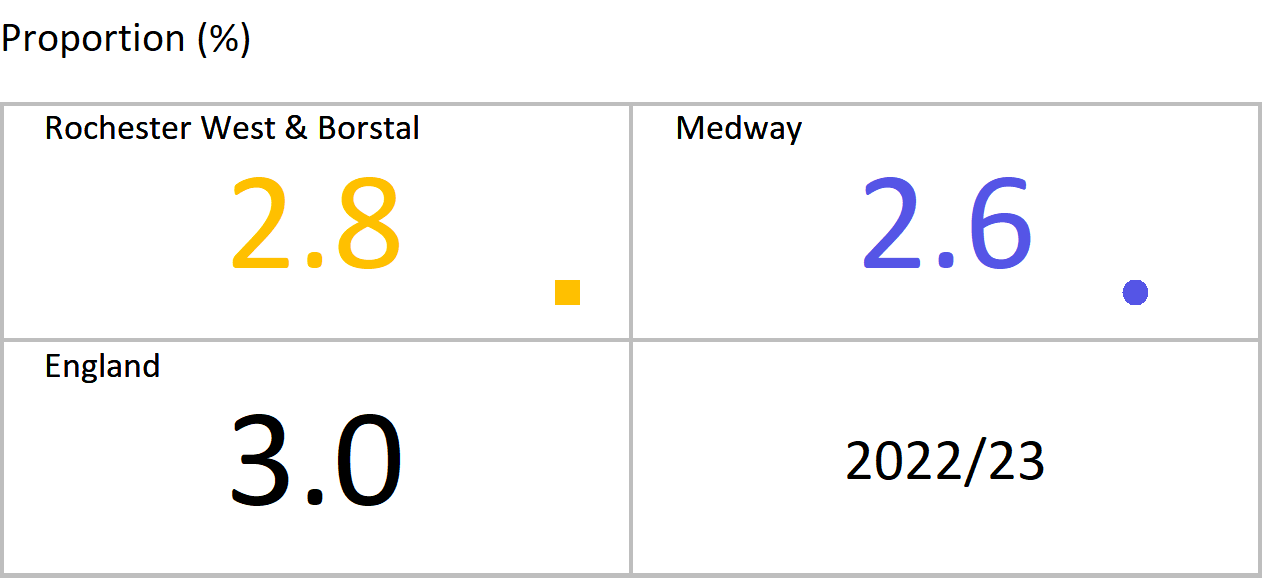 Proportion (%)
Rochester West & Borstal
2.8
Medway
2.6
England
3.0
2022/23